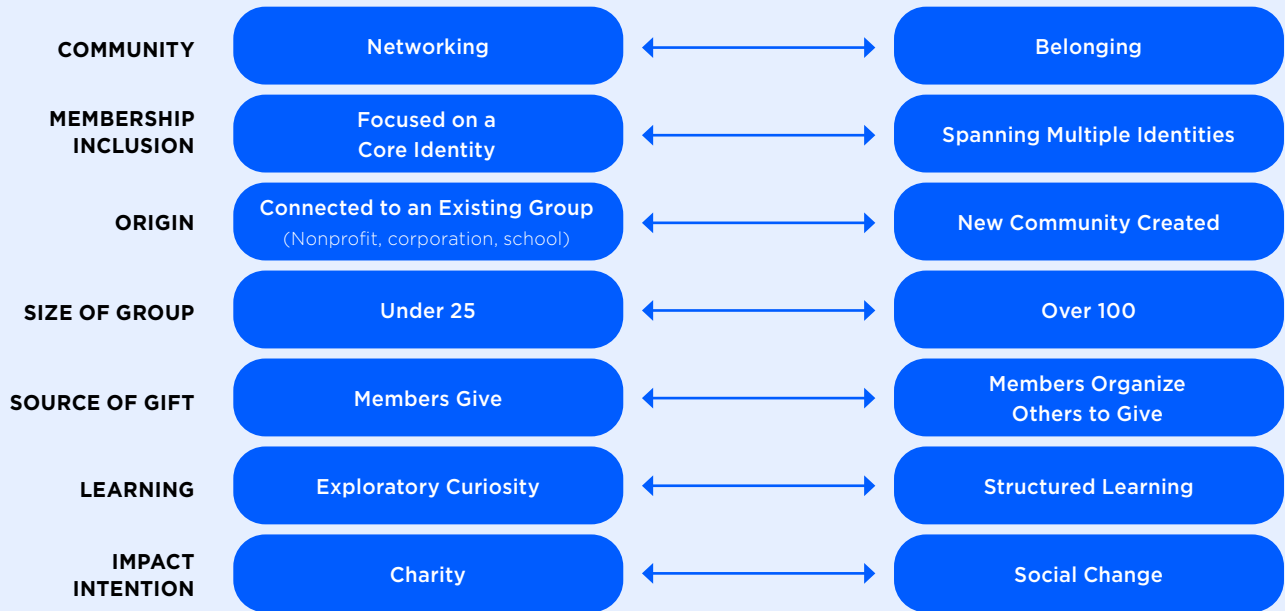 COMMUNITY
Networking
Belonging
MEMBERSHIP
INCLUSION
Focused on a
Core Identity
Spanning Multiple Identities
ORIGIN
Connected to an Existing Group
(Nonprofit, corporation, school)
New Community Created
SIZE OF GROUP
Under 25
Over 100
SOURCE OF GIFT
Members Give
Members Organize
Others to Give
LEARNING
Exploratory Curiosity
Structured Learning
IMPACT
INTENTION
Charity
Social Change